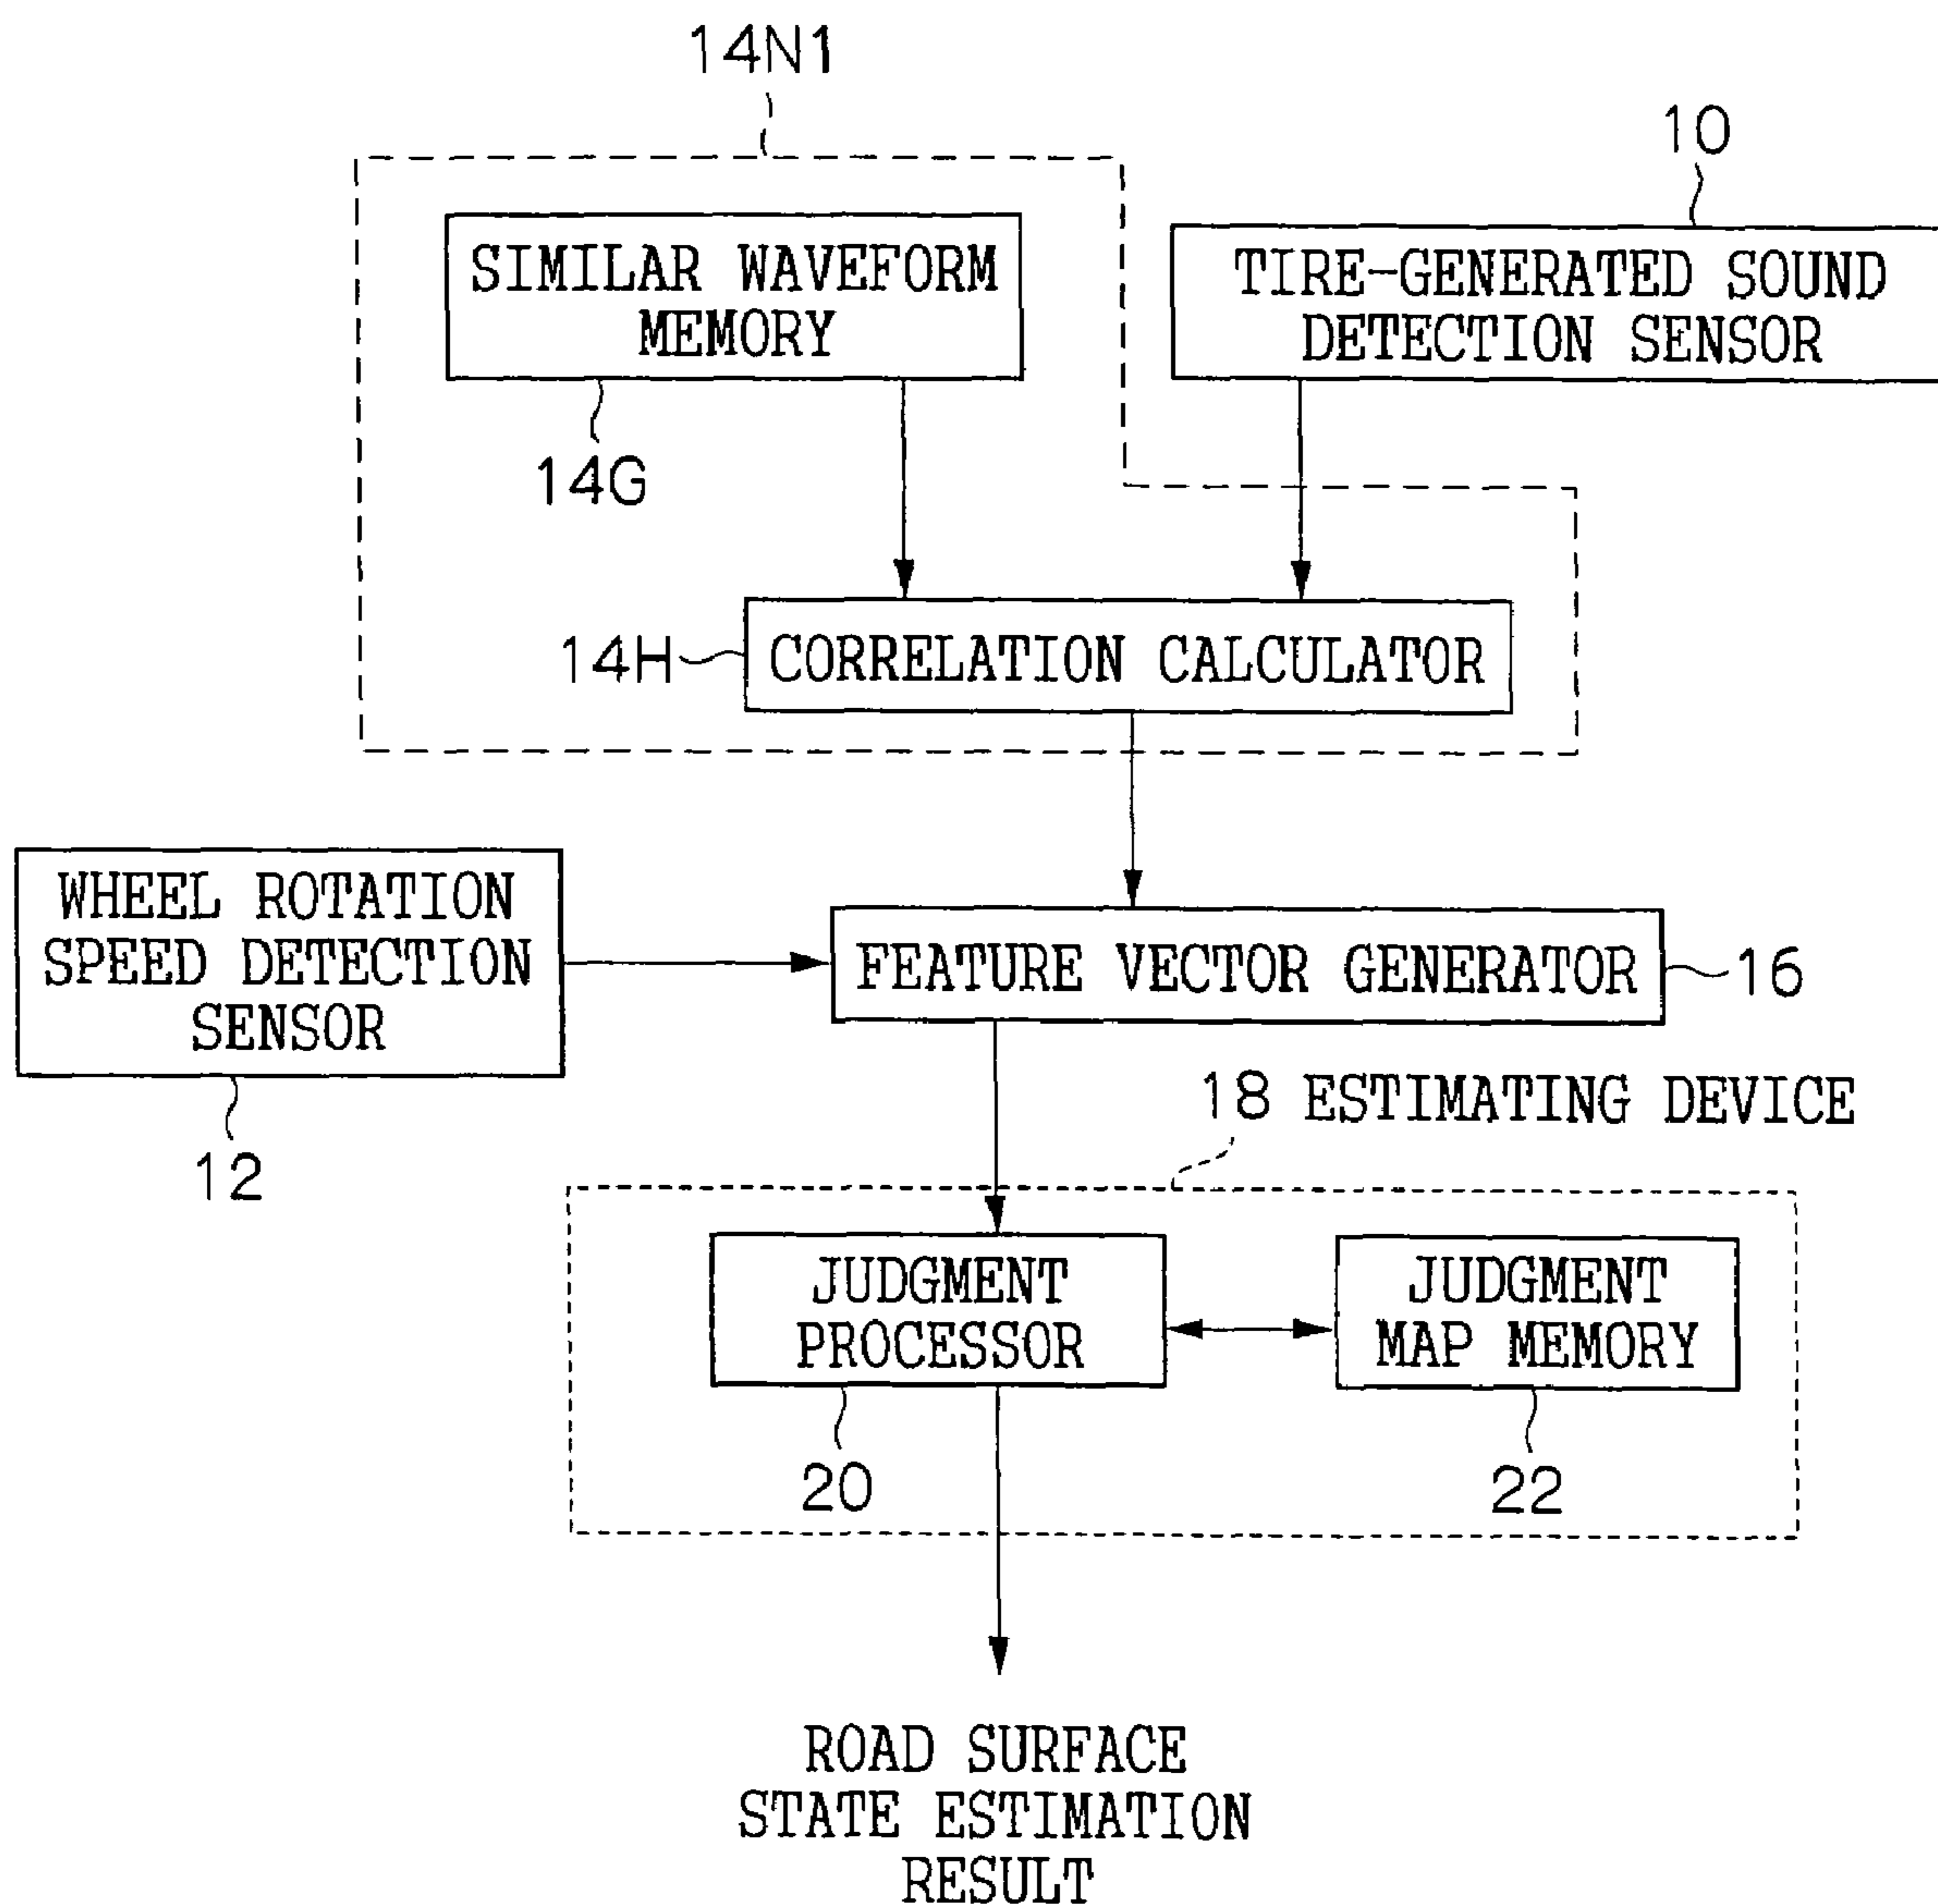 14N1
10
SIMILAR WAVEFORM
MEMORY
TIRE-GENERATED SOUND
DETECTION SENSOR
14G
14H
CORRELATION CALCULATOR
WHEEL ROTATION
SPEED DETECTION
SENSOR
FEATURE VECTOR GENERATOR
16
12
18 ESTIMATING DEVICE
JUDGMENT
PROCESSOR
JUDGMENT
MAP MEMORY
20
22
ROAD SURFACE
STATE ESTIMATION
RESULT